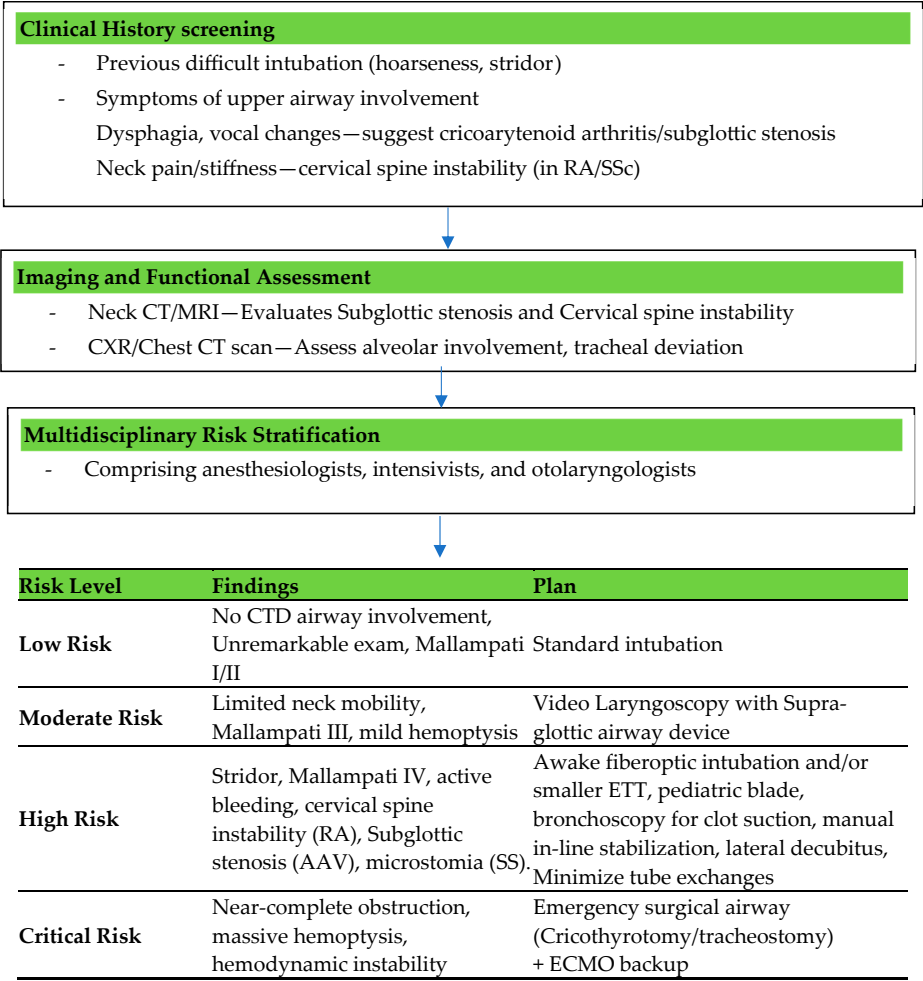 Clinical History screening
- Previous difficult intubation (hoarseness, stridor)
- Symptoms of upper airway involvement
Dysphagia, vocal changes—suggest cricoarytenoid arthritis/subglottic stenosis
Neck pain/stiffness—cervical spine instability (in RA/SSc)
Imaging and Functional Assessment
- Neck CT/MRI—Evaluates Subglottic stenosis and Cervical spine instability
- CXR/Chest CT scan—Assess alveolar involvement, tracheal deviation
Multidisciplinary Risk Stratification
- Comprising anesthesiologists, intensivists, and otolaryngologists
Risk Level Findings Plan
Low Risk
No CTD airway involvement,
Unremarkable exam, Mallampati
I/II
Standard intubation
Moderate Risk
Limited neck mobility,
Mallampati III, mild hemoptysis
Video Laryngoscopy with Supra-
glottic airway device
High Risk
Stridor, Mallampati IV, active
bleeding, cervical spine
instability (RA), Subglottic
stenosis (AAV), microstomia (SS).
Awake fiberoptic intubation and/or
smaller ETT, pediatric blade,
bronchoscopy for clot suction, manual
in-line stabilization, lateral decubitus,
Minimize tube exchanges
Critical Risk
Near-complete obstruction,
massive hemoptysis,
hemodynamic instability
Emergency surgical airway
(Cricothyrotomy/tracheostomy)
+ ECMO backup